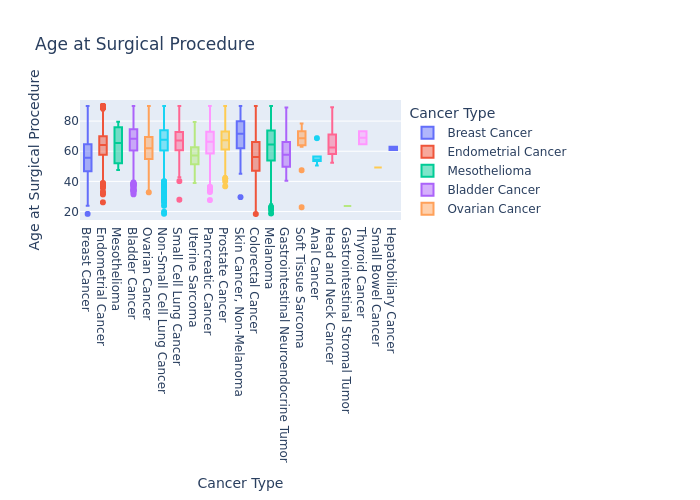 Age at Surgical Procedure
Age at Surgical Procedure
80
60
40
20
Breast Cancer
Endometrial Cancer
Mesothelioma
Bladder Cancer
Ovarian Cancer
Non-Small Cell Lung Cancer
Small Cell Lung Cancer
Uterine Sarcoma
Pancreatic Cancer
Prostate Cancer
Skin Cancer, Non-Melanoma
Colorectal Cancer
Melanoma
Gastrointestinal Neuroendocrine Tumor
Soft Tissue Sarcoma
Anal Cancer
Head and Neck Cancer
Gastrointestinal Stromal Tumor
Thyroid Cancer
Small Bowel Cancer
Hepatobiliary Cancer
Cancer Type
Cancer Type
Breast Cancer
Endometrial Cancer
Mesothelioma
Bladder Cancer
Ovarian Cancer